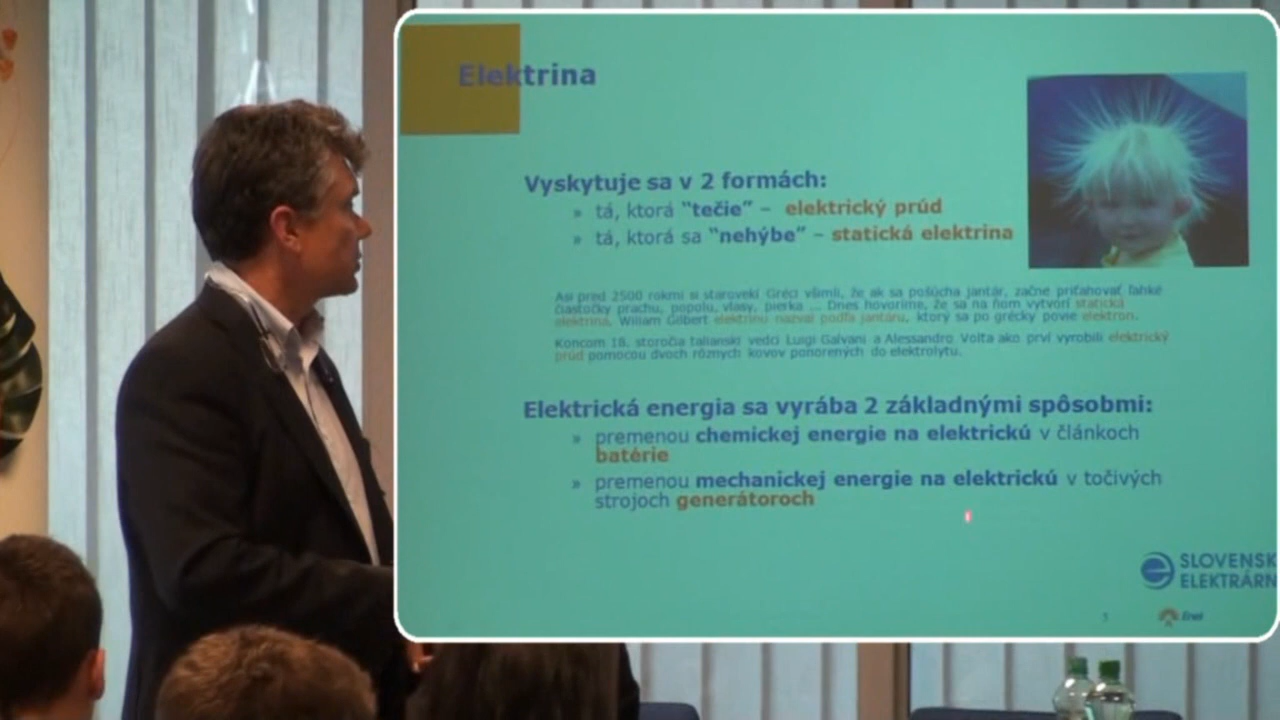 Elektrina
Vyskytuje sa v 2 formách:
» tá, ktorá “tečie” – elektrický prúd
» tá, ktorá sa “nehýbe” – statická elektrina
Asi pred 2500 rokmi si starovekí Gréci všimli, že ak sa pošúcha jantár, začne priťahovať ľahké
čiastočky prachu, popolu, vlasy, pierka ... Dnes hovoríme, že sa na ňom vytvorí statická
elektrina. Wiliam Gilbert elektrinu nazval podľa jantáru, ktorý sa po grécky povie elektron.
Koncom 18. storočia talianski vedci Luigi Galvani a Alessandro Volta ako prví vyrobili elektrický
prúd pomocou dvoch rôznych kovov ponorených do elektrolytu.
Elektrická energia sa vyrába 2 základnými spôsobmi:
» premenou chemickej energie na elektrickú v článkoch
batérie
» premenou mechanickej energie na elektrickú v točivých
strojoch generátoroch
SLOVENSK
ELEKTRÁRN
5
Enel